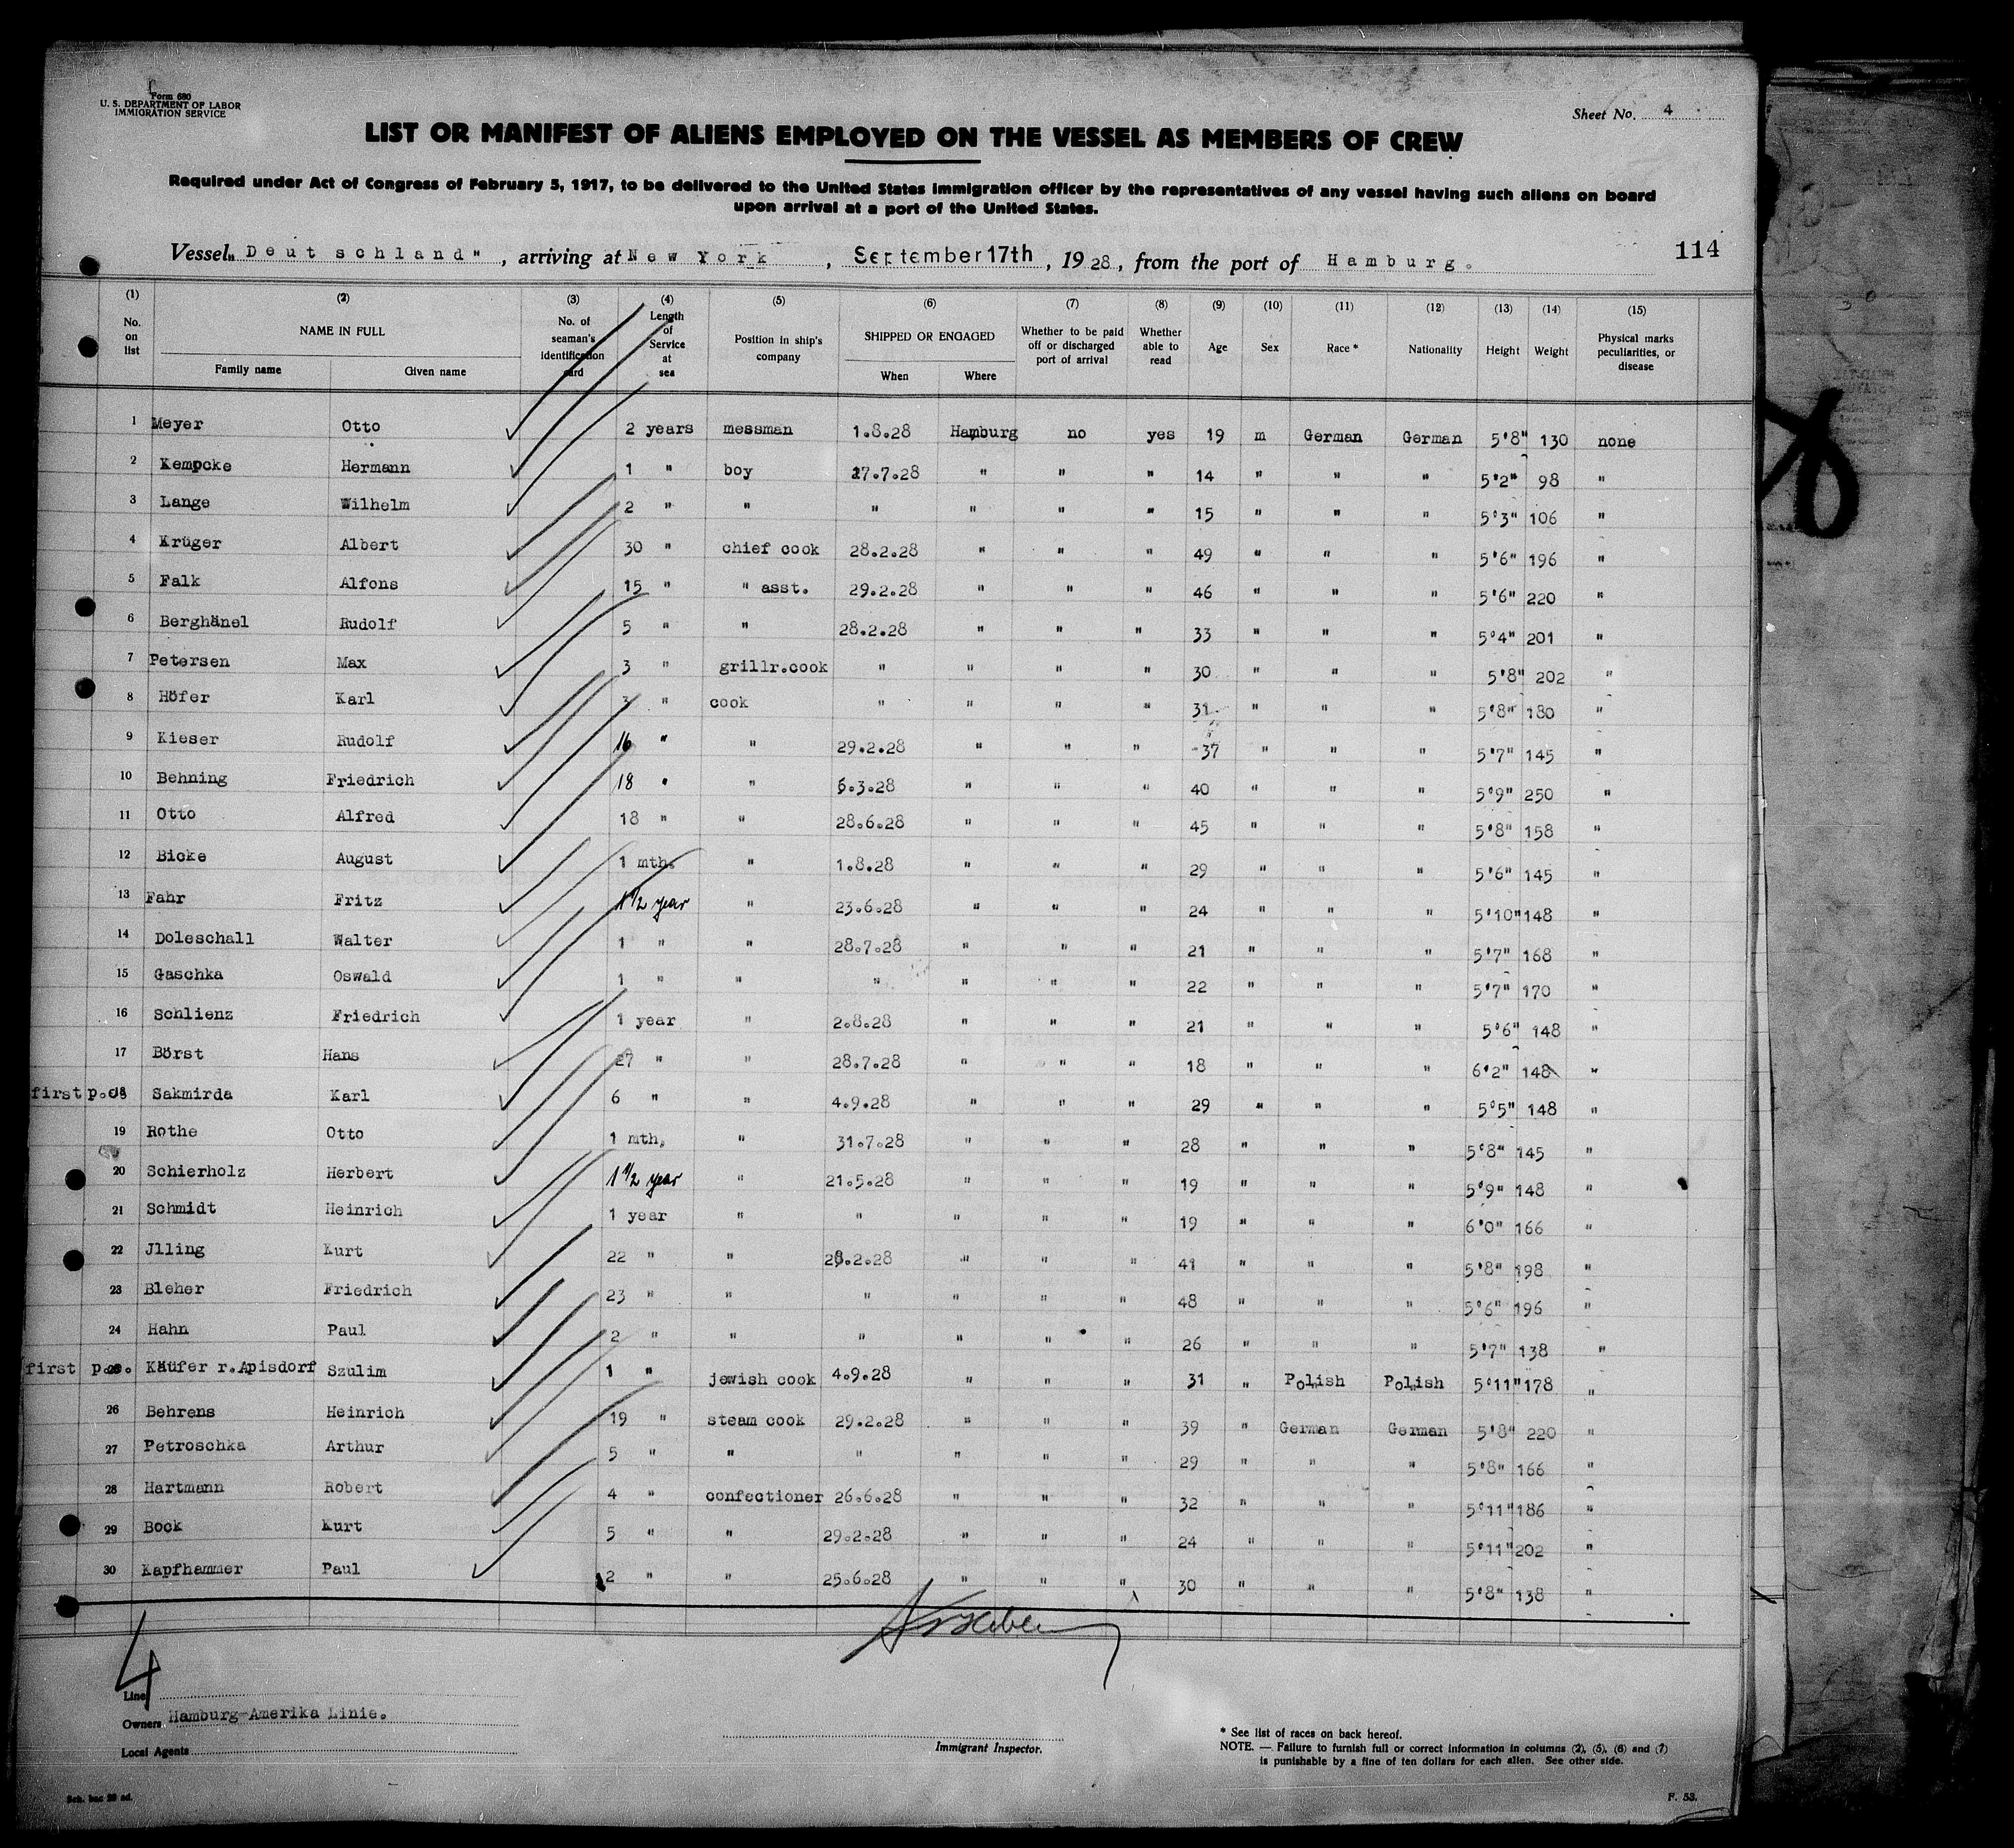 Form 680
U. S. DEPARTMENT OF LABOR
IMMIGRATION SERVICE
Sheet No. 4
LIST OR MANIFEST OF ALIENS EMPLOYED ON THE VESSEL AS MEMBERS OF CREW
Required under Act of Congress of February 5, 1917, to be delivered to the United States immigration officer by the representatives of any vessel having such aliens on board
upon arrival at a port of the United States.
Vessel „Deutschland", arriving at New York, September 17th, 1928, from the port of Hamburg.
114
(1) (2) (3) (4) (5) (6) (7) (8) (9) (10) (11) (12) (13) (14) (15)
No. on list NAME IN FULL Family name Given name No. of seaman's identification card Length of Service at sea Position in ship's company SHIPPED OR ENGAGED When Where Whether to be paid off or discharged port of arrival Whether able to read Age Sex Race * Nationality Height Weight Physical marks peculiarities, or disease
1 Meyer Otto 2 years messman 1.8.28 Hamburg no yes 19 m German German 5'8" 130 none
2 Kempcke Hermann 1 " boy 27.7.28 " " " 14 " " " 5'2" 98 "
3 Lange Wilhelm 2 " " " " " " 15 " " " 5'3" 106 "
4 Krüger Albert 30 " chief cook 28.2.28 " " " 49 " " " 5'6" 196 "
5 Falk Alfons 15 " " asst. 29.2.28 " " " 46 " " " 5'6" 220 "
6 Berghänel Rudolf 5 " " 28.2.28 " " " 33 " " " 5'4" 201 "
7 Petersen Max 3 " grillr.cook " " " " 30 " " " 5'8" 202 "
8 Höfer Karl 3 " cook " " " " 31 " " " 5'8" 180 "
9 Kieser Rudolf 16 " " 29.2.28 " " " 37 " " " 5'7" 145 "
10 Behning Friedrich 18 " " 6.3.28 " " " 40 " " " 5'9" 250 "
11 Otto Alfred 18 " " 28.6.28 " " " 45 " " " 5'8" 158 "
12 Bicke August 1 mth. " 1.8.28 " " " 29 " " " 5'6" 145 "
13 Fahr Fritz 1 1/2 year " 23.6.28 " " " 24 " " " 5'10" 148 "
14 Doleschall Walter 1 " " 28.7.28 " " " 21 " " " 5'7" 168 "
15 Gaschka Oswald 1 " " " " " " 22 " " " 5'7" 170 "
16 Schlienz Friedrich 1 year " 2.8.28 " " " 21 " " " 5'6" 148 "
17 Börst Hans " " 28.7.28 " " " 18 " " " 6'2" 148 "
first p.o. 18 Sakmirda Karl 6 " " 4.9.28 " " " 29 " " " 5'5" 148 "
19 Rothe Otto 1 mth. " 31.7.28 " " " 28 " " " 5'8" 145 "
20 Schierholz Herbert 1 1/2 year " 21.5.28 " " " 19 " " " 5'9" 148 "
21 Schmidt Heinrich 1 year " " " " " 19 " " " 6'0" 166 "
22 Jlling Kurt 22 " " 28.2.28 " " " 41 " " " 5'8" 198 "
23 Bleher Friedrich 23 " " " " " " 48 " " " 5'6" 196 "
24 Hahn Paul 2 " " " " " " 26 " " " 5'7" 138 "
first p.o. 25 Käufer r.Apisdorf Szulim 1 " jewish cook 4.9.28 " " " 31 " Polish Polish 5'11" 178 "
26 Behrens Heinrich 19 " steam cook 29.2.28 " " " 39 " German German 5'8" 220 "
27 Petroschka Arthur 5 " " " " " " 29 " " " 5'8" 166 "
28 Hartmann Robert 4 " confectioner 26.6.28 " " " 32 " " " 5'11" 186 "
29 Bock Kurt 5 " " 29.2.28 " " " 24 " " " 5'11" 202 "
30 Kapfhammer Paul 2 " " 25.6.28 " " " 30 " " " 5'8" 138 "
4
Line
Owners Hamburg-Amerika Linie.
Local Agents
Immigrant Inspector.
* See list of races on back hereof.
NOTE. — Failure to furnish full or correct information in columns (2), (5), (6) and (7)
is punishable by a fine of ten dollars for each alien. See other side.
F. 53.